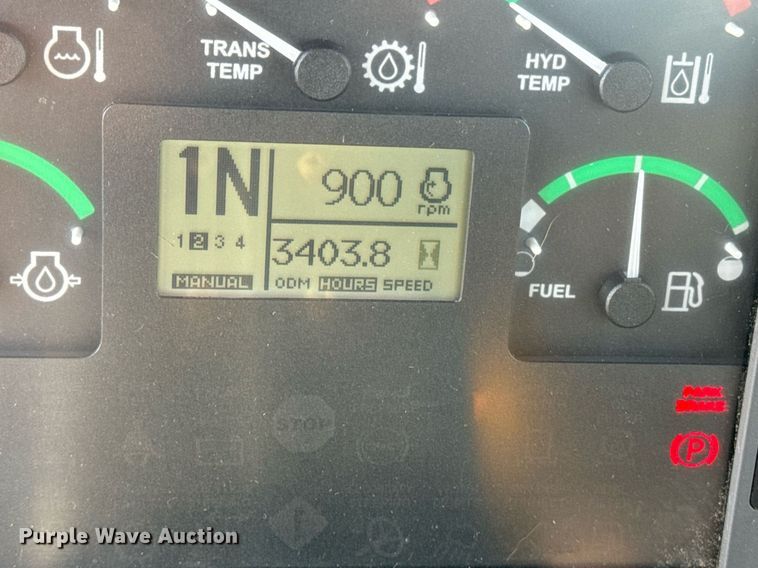 TRANS
TEMP
HYD
TEMP
1N
900
rpm
1 2 3 4
3403.8
MANUAL
ODM HOURS SPEED
FUEL
STOP
PARK
BRAKE
P
Purple Wave Auction